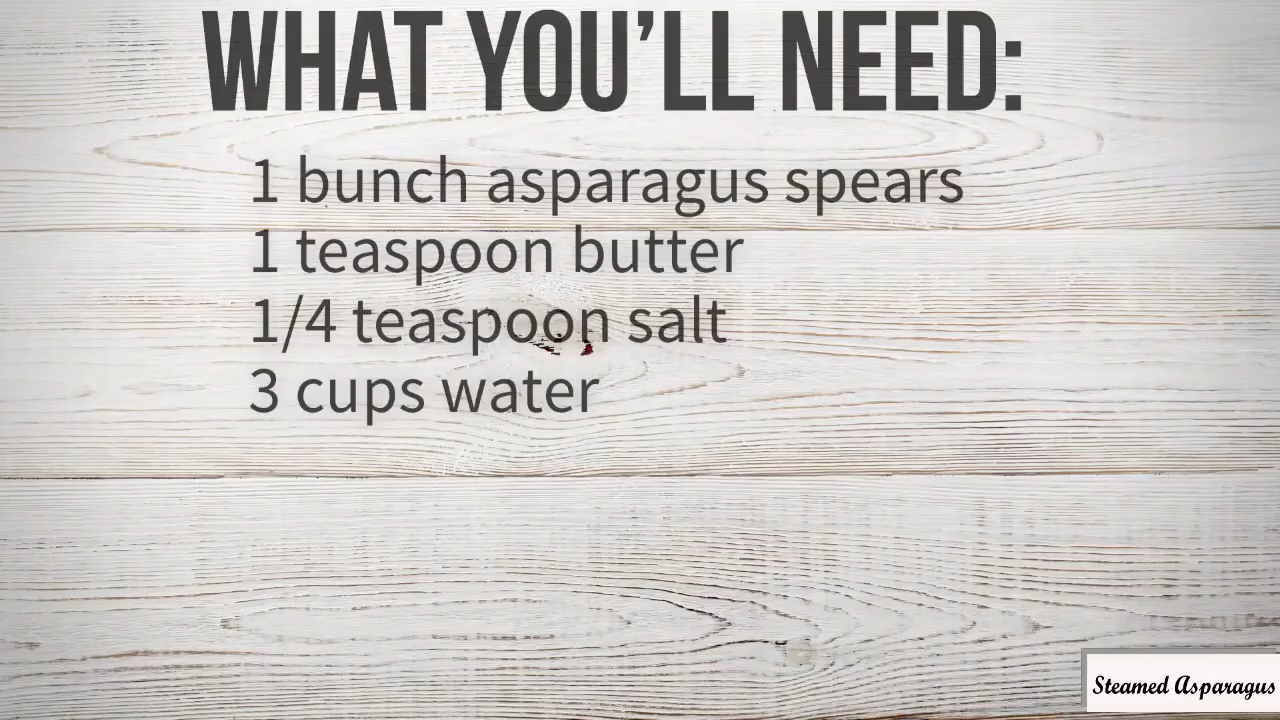 WHAT YOU’LL NEED:
1 bunch asparagus spears
1 teaspoon butter
1/4 teaspoon salt
3 cups water
Steamed Asparagus